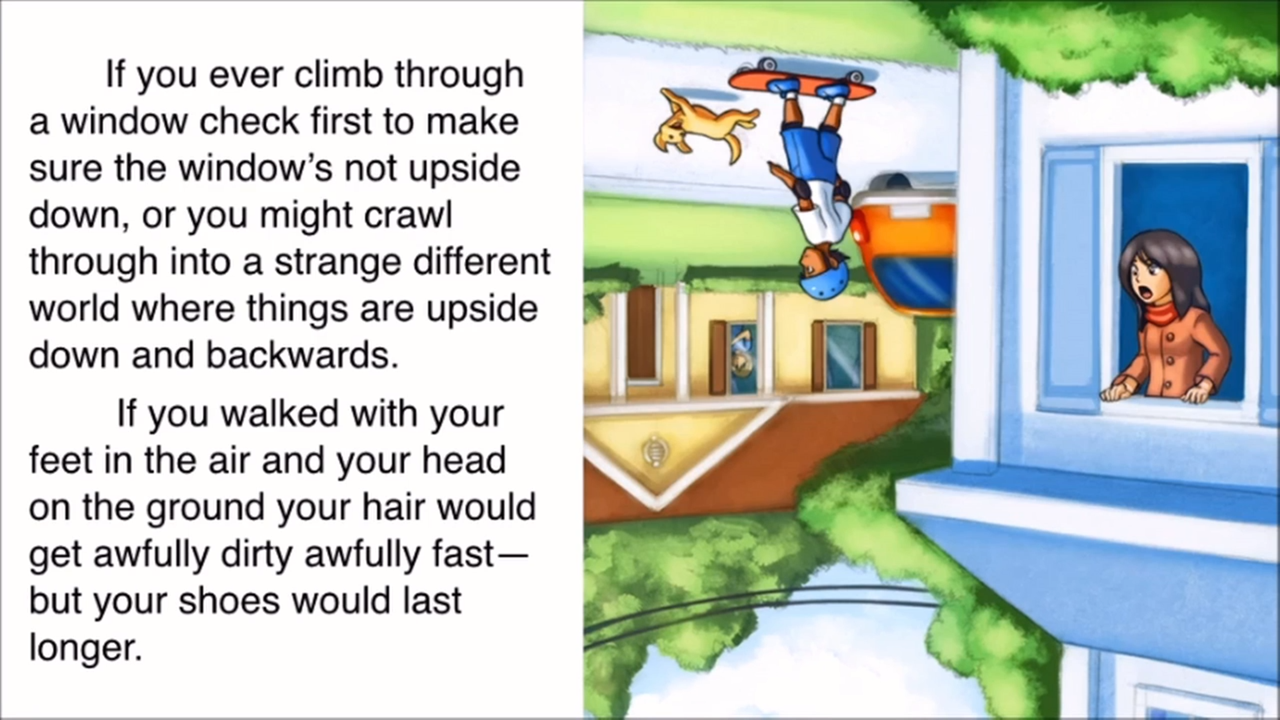 If you ever climb through
a window check first to make
sure the window’s not upside
down, or you might crawl
through into a strange different
world where things are upside
down and backwards.
If you walked with your
feet in the air and your head
on the ground your hair would
get awfully dirty awfully fast—
but your shoes would last
longer.